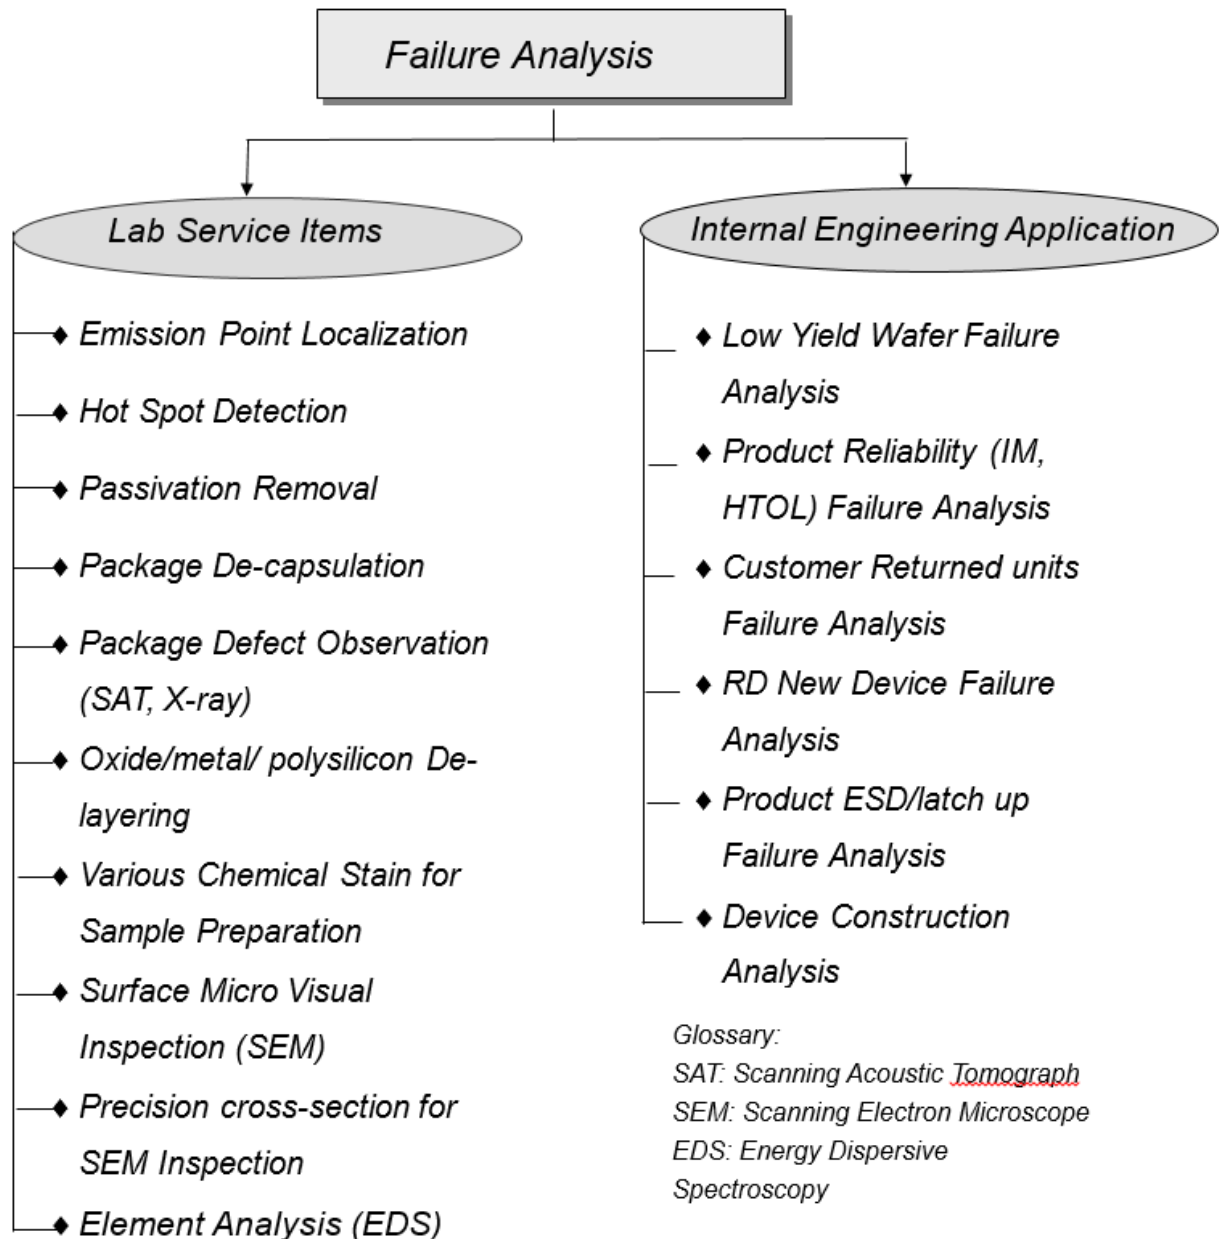 Failure Analysis
Lab Service Items
♦ Emission Point Localization
♦ Hot Spot Detection
♦ Passivation Removal
♦ Package De-capsulation
♦ Package Defect Observation
(SAT, X-ray)
♦ Oxide/metal/ polysilicon De-
layering
♦ Various Chemical Stain for
Sample Preparation
♦ Surface Micro Visual
Inspection (SEM)
♦ Precision cross-section for
SEM Inspection
♦ Element Analysis (EDS)
Internal Engineering Application
♦ Low Yield Wafer Failure
Analysis
♦ Product Reliability (IM,
HTOL) Failure Analysis
♦ Customer Returned units
Failure Analysis
♦ RD New Device Failure
Analysis
♦ Product ESD/latch up
Failure Analysis
♦ Device Construction
Analysis
Glossary:
SAT: Scanning Acoustic Tomograph
SEM: Scanning Electron Microscope
EDS: Energy Dispersive
Spectroscopy